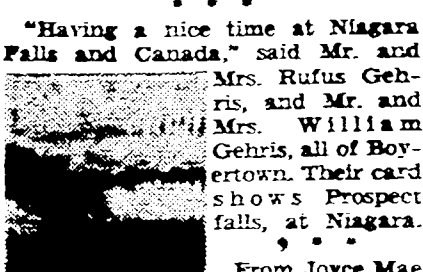 * * *
"Having a nice time at Niagara
Falls and Canada," said Mr. and
Mrs. Rufus Geh-
ris, and Mr. and
Mrs. William
Gehris, all of Boy-
ertown. Their card
shows Prospect
falls, at Niagara.
* * *
From Joyce Mae